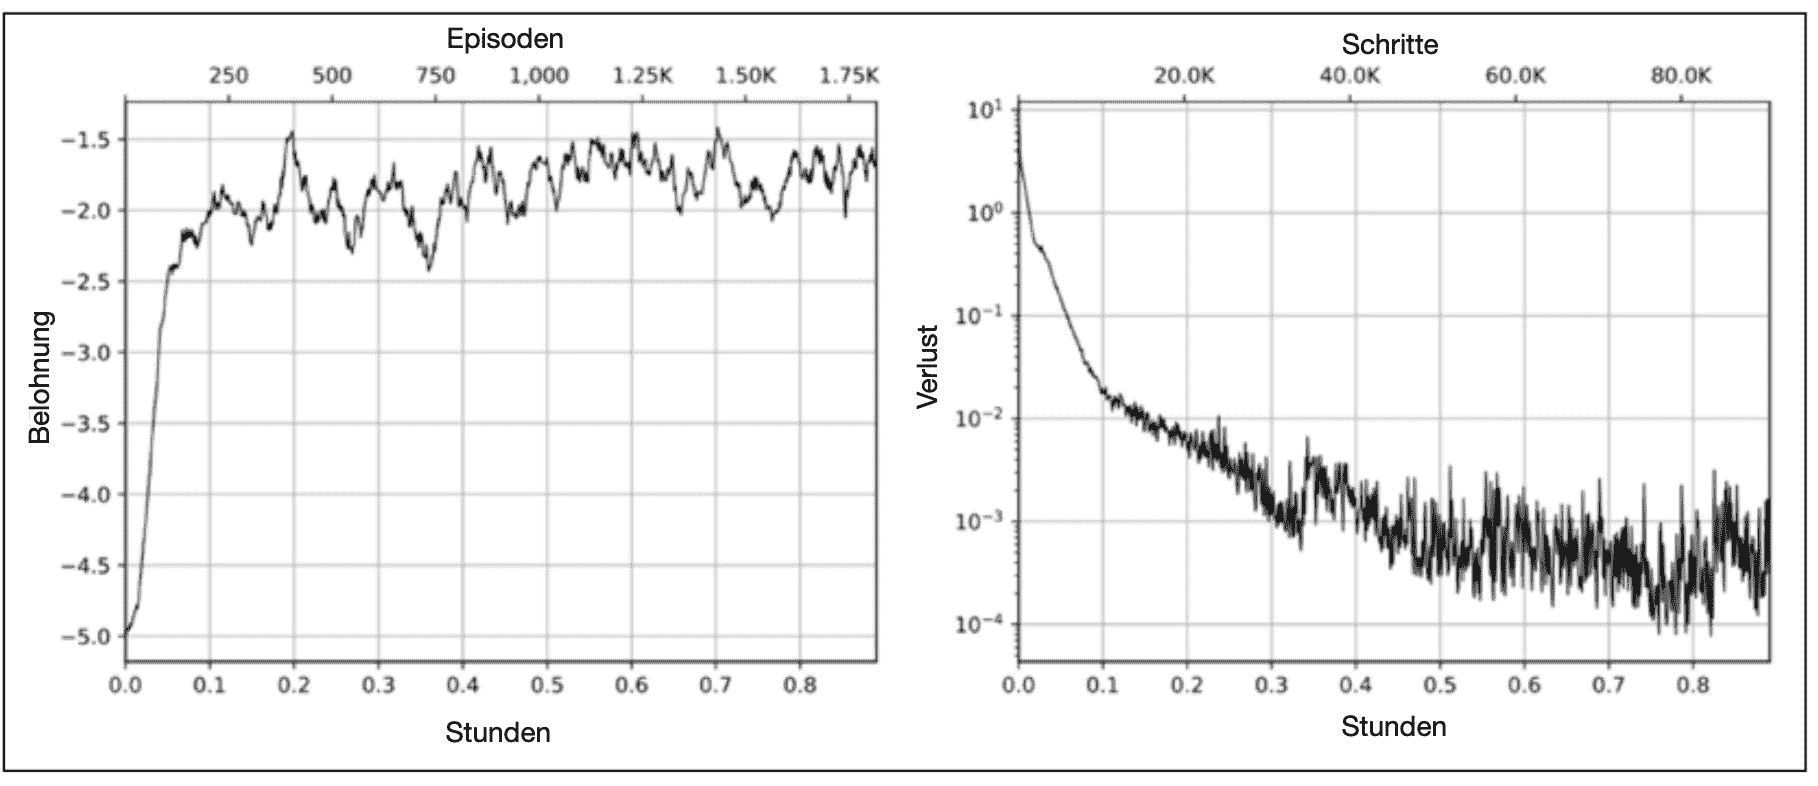 Episoden
250 500 750 1,000 1.25K 1.50K 1.75K
−1.5
−2.0
−2.5
−3.0
−3.5
−4.0
−4.5
−5.0
Belohnung
0.0 0.1 0.2 0.3 0.4 0.5 0.6 0.7 0.8
Stunden
Schritte
20.0K 40.0K 60.0K 80.0K
10¹
10⁰
10⁻¹
10⁻²
10⁻³
10⁻⁴
Verlust
0.0 0.1 0.2 0.3 0.4 0.5 0.6 0.7 0.8
Stunden